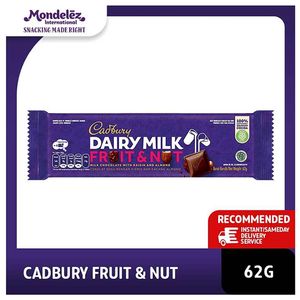 Mondelēz
International
SNACKING MADE RIGHT
Cadbury
DAIRY MILK
FRUIT & NUT
MILK CHOCOLATE WITH RAISIN AND ALMOND
100%
RECOMMENDED
INSTANT/SAMEDAY
DELIVERY
SERVICE
CADBURY FRUIT & NUT
62G